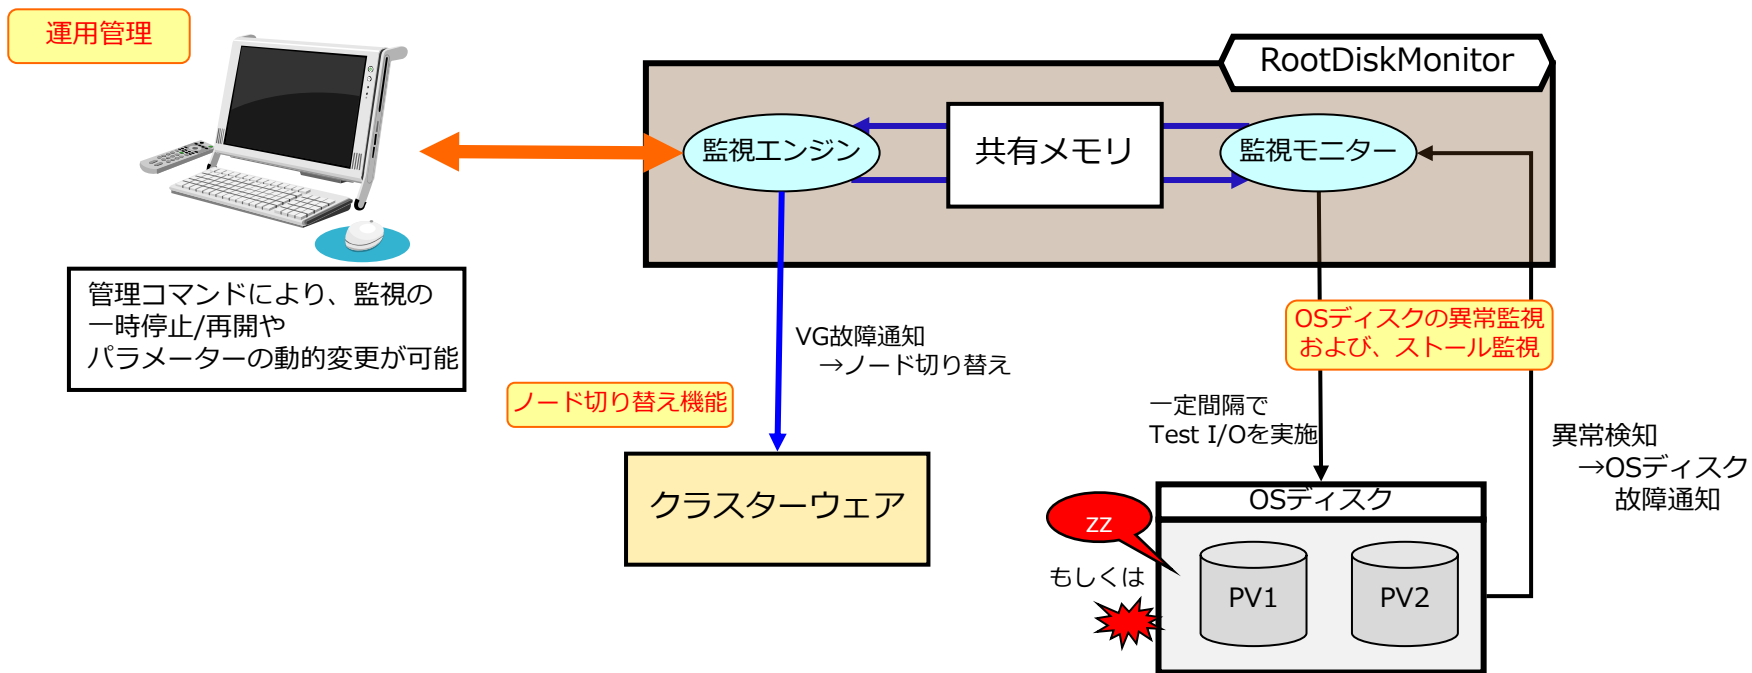 運用管理
RootDiskMonitor
監視エンジン
共有メモリ
監視モニター
管理コマンドにより、監視の
一時停止/再開や
パラメーターの動的変更が可能
VG故障通知
→ノード切り替え
ノード切り替え機能
クラスターウェア
OSディスクの異常監視
および、ストール監視
一定間隔で
Test I/Oを実施
異常検知
→OSディスク
故障通知
OSディスク
zz
もしくは
PV1
PV2